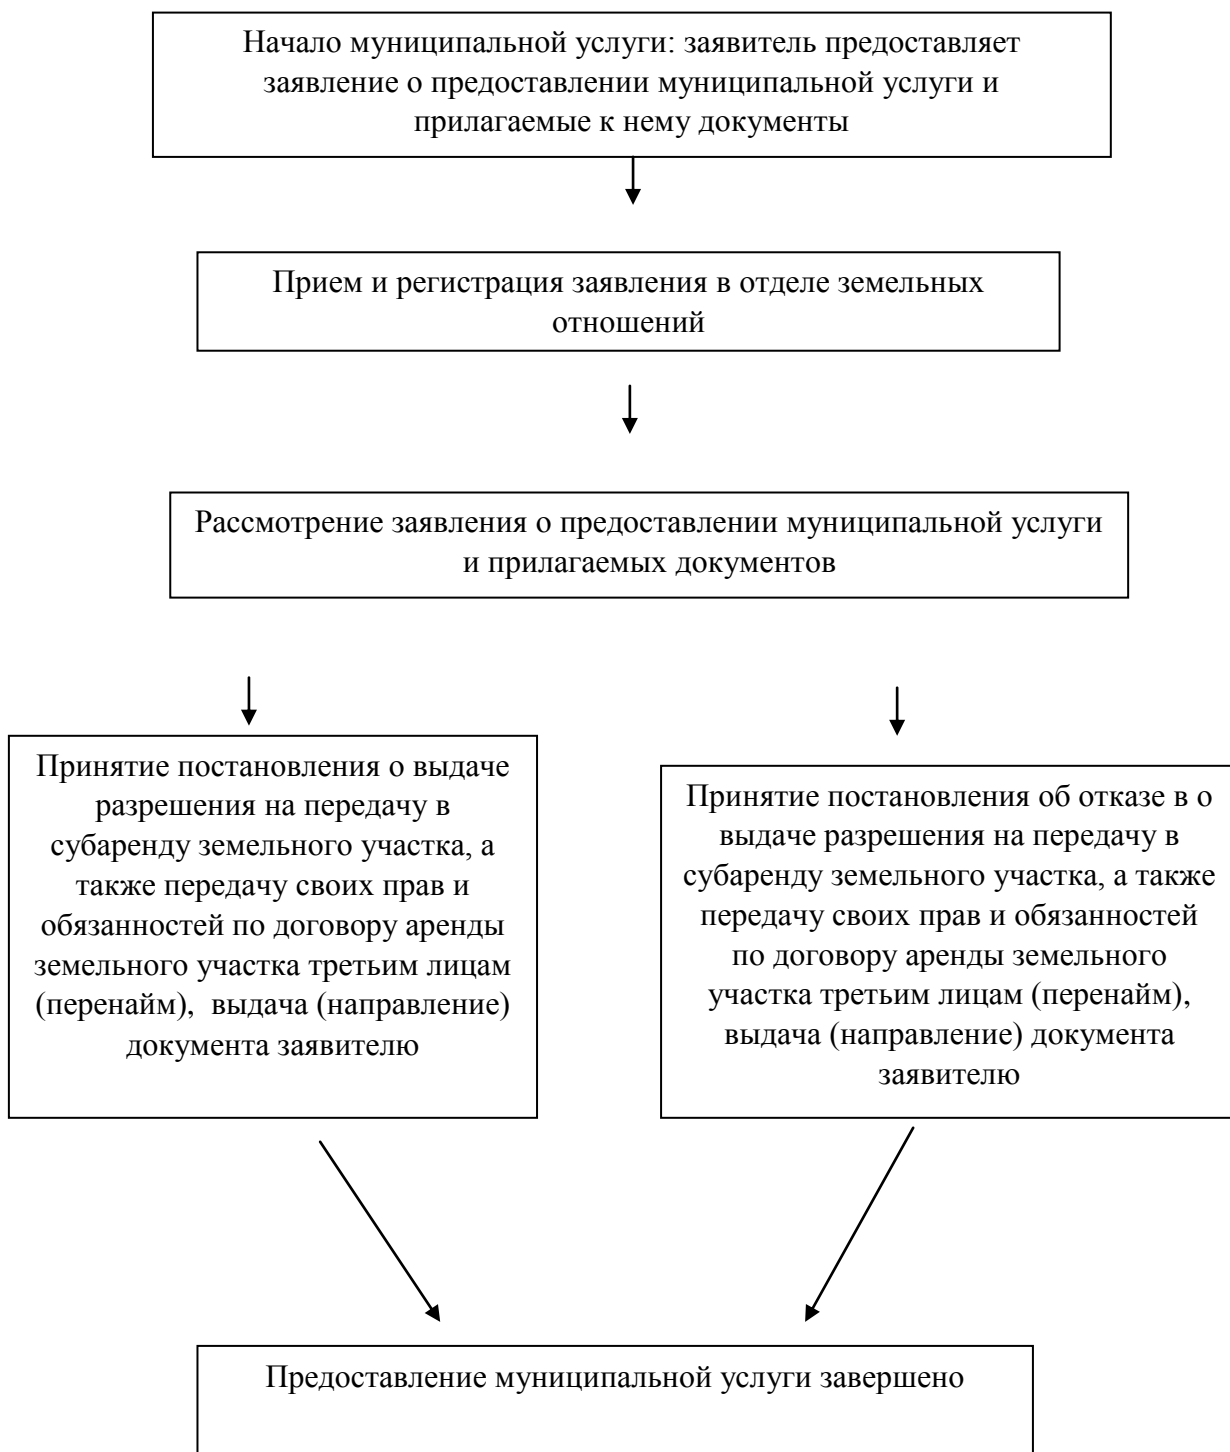 Начало муниципальной услуги: заявитель предоставляет
заявление о предоставлении муниципальной услуги и
прилагаемые к нему документы
Прием и регистрация заявления в отделе земельных
отношений
Рассмотрение заявления о предоставлении муниципальной услуги
и прилагаемых документов
Принятие постановления о выдаче
разрешения на передачу в
субаренду земельного участка, а
также передачу своих прав и
обязанностей по договору аренды
земельного участка третьим лицам
(перенайм), выдача (направление)
документа заявителю
Принятие постановления об отказе в о
выдаче разрешения на передачу в
субаренду земельного участка, а также
передачу своих прав и обязанностей
по договору аренды земельного
участка третьим лицам (перенайм),
выдача (направление) документа
заявителю
Предоставление муниципальной услуги завершено